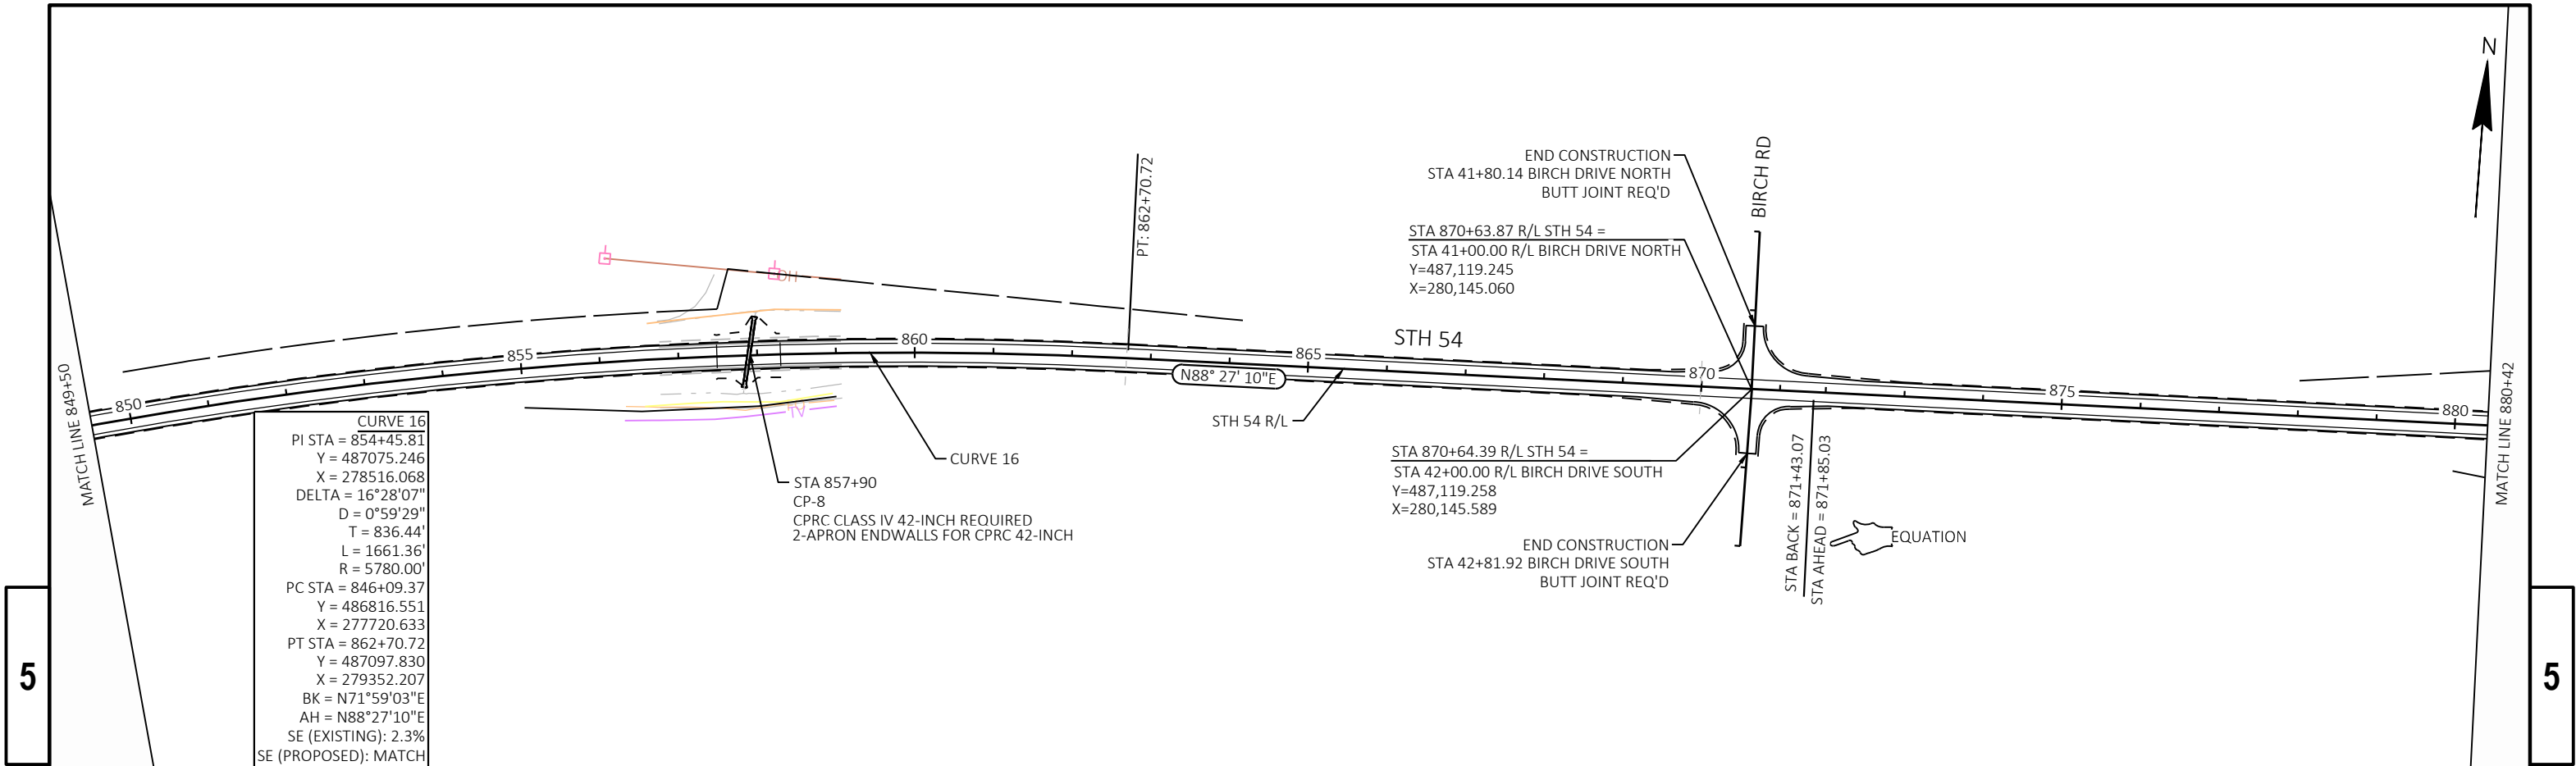 N
END CONSTRUCTION
STA 41+80.14 BIRCH DRIVE NORTH
BUTT JOINT REQ'D
BIRCH RD
PT: 862+70.72
STA 870+63.87 R/L STH 54 =
STA 41+00.00 R/L BIRCH DRIVE NORTH
Y=487,119.245
X=280,145.060
OH
STH 54
850
855
860
865
870
875
880
N88° 27' 10"E
MATCH LINE 849+50
MATCH LINE 880+42
TV
STH 54 R/L
CURVE 16
STA 857+90
CP-8
CPRC CLASS IV 42-INCH REQUIRED
2-APRON ENDWALLS FOR CPRC 42-INCH
STA 870+64.39 R/L STH 54 =
STA 42+00.00 R/L BIRCH DRIVE SOUTH
Y=487,119.258
X=280,145.589
END CONSTRUCTION
STA 42+81.92 BIRCH DRIVE SOUTH
BUTT JOINT REQ'D
STA BACK = 871+43.07
STA AHEAD = 871+85.03
EQUATION
CURVE 16
PI STA = 854+45.81
Y = 487075.246
X = 278516.068
DELTA = 16°28'07"
D = 0°59'29"
T = 836.44'
L = 1661.36'
R = 5780.00'
PC STA = 846+09.37
Y = 486816.551
X = 277720.633
PT STA = 862+70.72
Y = 487097.830
X = 279352.207
BK = N71°59'03"E
AH = N88°27'10"E
SE (EXISTING): 2.3%
SE (PROPOSED): MATCH
5
5